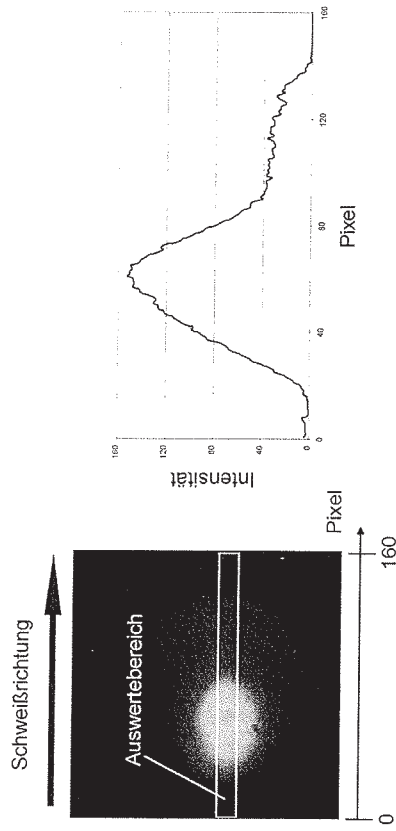 Schweißrichtung
Auswertebereich
Pixel
0 160
Intensität
160
120
80
40
0
0 40 80 120 160
Pixel